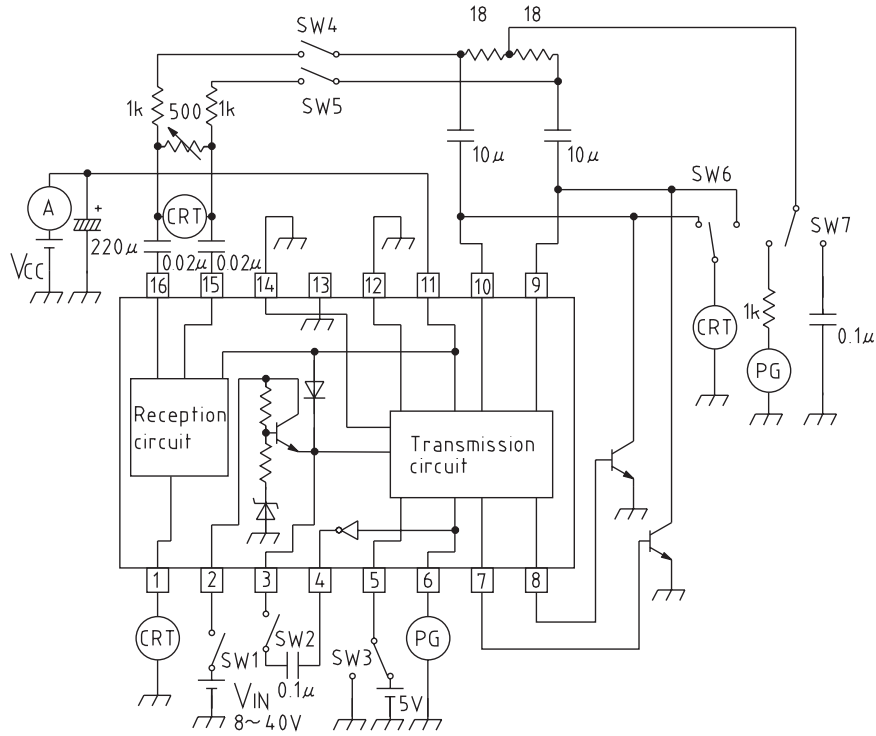 18 18
SW4
SW5
1k 500 1k
10μ 10μ
SW6
A
+
CRT
SW7
220μ
VCC
0.02μ 0.02μ
16 15 14 13 12 11 10 9
1k
CRT
0.1μ
PG
Reception
circuit
Transmission
circuit
1 2 3 4 5 6 7 8
CRT
SW1
SW2
SW3
PG
VIN
8~40V
0.1μ
5V